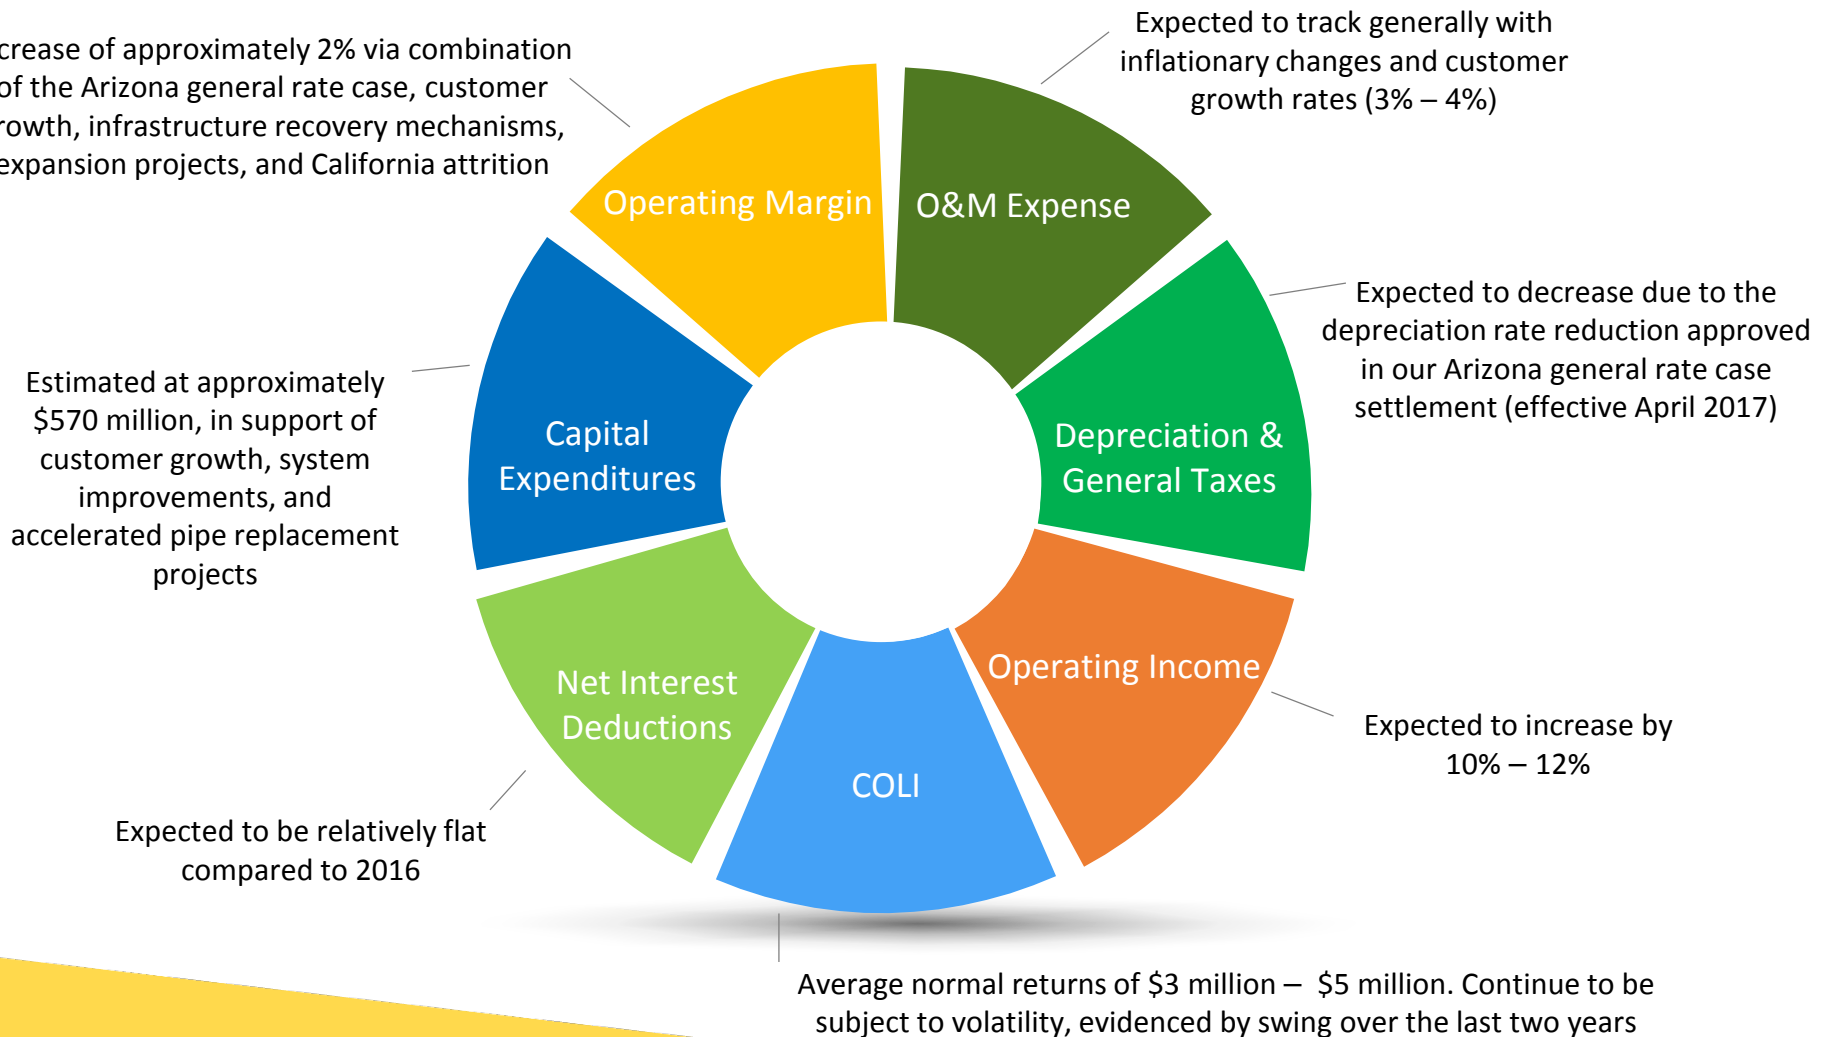 crease of approximately 2% via combination
of the Arizona general rate case, customer
rowth, infrastructure recovery mechanisms,
expansion projects, and California attrition
Expected to track generally with
inflationary changes and customer
growth rates (3% – 4%)
Operating Margin
O&M Expense
Expected to decrease due to the
depreciation rate reduction approved
in our Arizona general rate case
settlement (effective April 2017)
Estimated at approximately
$570 million, in support of
customer growth, system
improvements, and
accelerated pipe replacement
projects
Capital
Expenditures
Depreciation &
General Taxes
Net Interest
Deductions
Operating Income
COLI
Expected to increase by
10% – 12%
Expected to be relatively flat
compared to 2016
Average normal returns of $3 million – $5 million. Continue to be
subject to volatility, evidenced by swing over the last two years